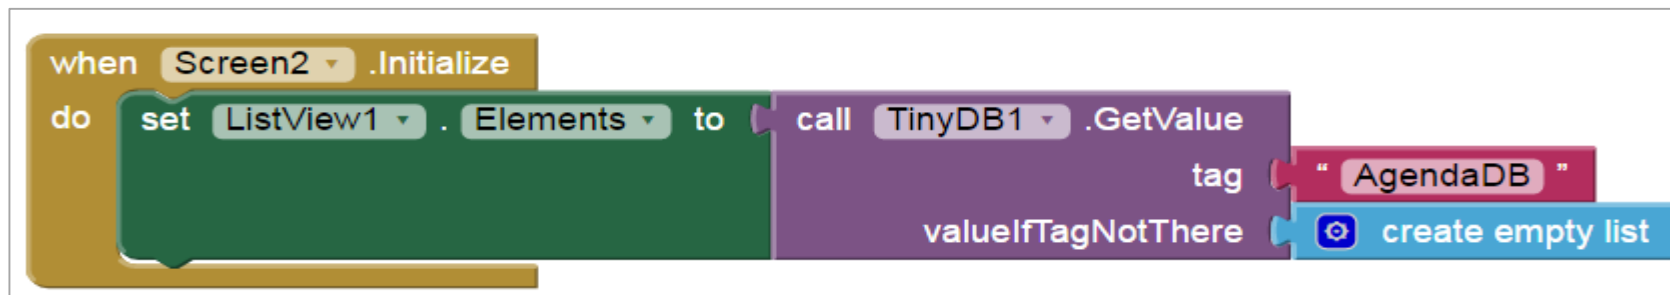 when Screen2 .Initialize
do set ListView1 . Elements to call TinyDB1 .GetValue
tag " AgendaDB "
valueIfTagNotThere create empty list